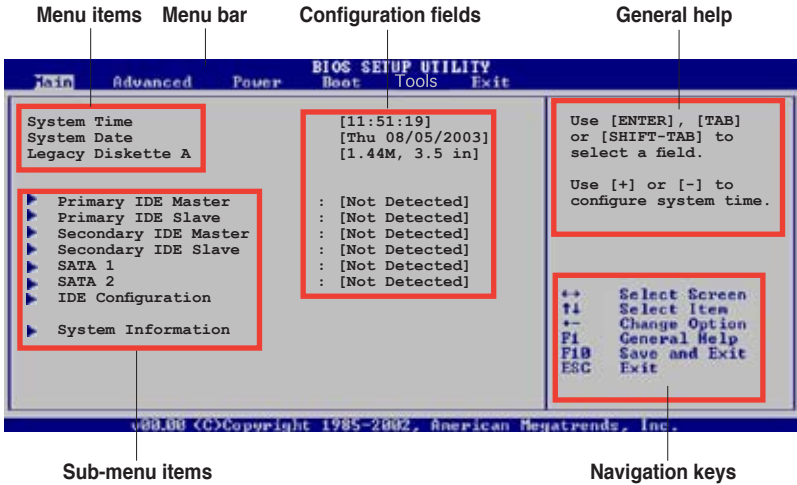 Menu items Menu bar Configuration fields General help
BIOS SETUP UTILITY
Main Advanced Power Boot Tools Exit
System Time [11:51:19]
System Date [Thu 08/05/2003]
Legacy Diskette A [1.44M, 3.5 in]
Primary IDE Master : [Not Detected]
Primary IDE Slave : [Not Detected]
Secondary IDE Master : [Not Detected]
Secondary IDE Slave : [Not Detected]
SATA 1 : [Not Detected]
SATA 2 : [Not Detected]
IDE Configuration
System Information
Use [ENTER], [TAB]
or [SHIFT-TAB] to
select a field.
Use [+] or [-] to
configure system time.
↔ Select Screen
↑↓ Select Item
+- Change Option
F1 General Help
F10 Save and Exit
ESC Exit
v00.00 (C)Copyright 1985-2002, American Megatrends, Inc.
Sub-menu items Navigation keys